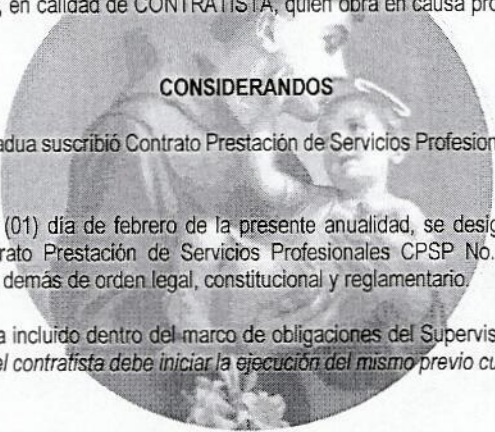 , en calidad de CONTRATISTA, quien obra en causa pro
CONSIDERANDOS
adua suscribió Contrato Prestación de Servicios Profesion
(01) día de febrero de la presente anualidad, se desig
rato Prestación de Servicios Profesionales CPSP No.
demás de orden legal, constitucional y reglamentario.
a incluido dentro del marco de obligaciones del Supervis
el contratista debe iniciar la ejecución del mismo previo cu